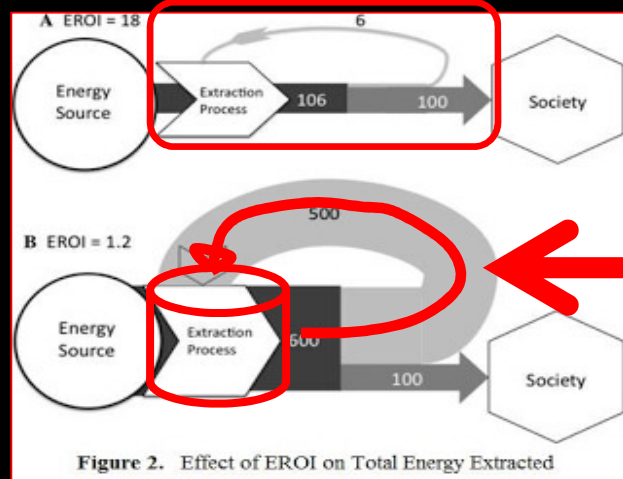 A EROI = 18
6
Energy
Source
Extraction
Process
106
100
Society
500
B EROI = 1.2
Energy
Source
Extraction
Process
600
100
Society
Figure 2. Effect of EROI on Total Energy Extracted